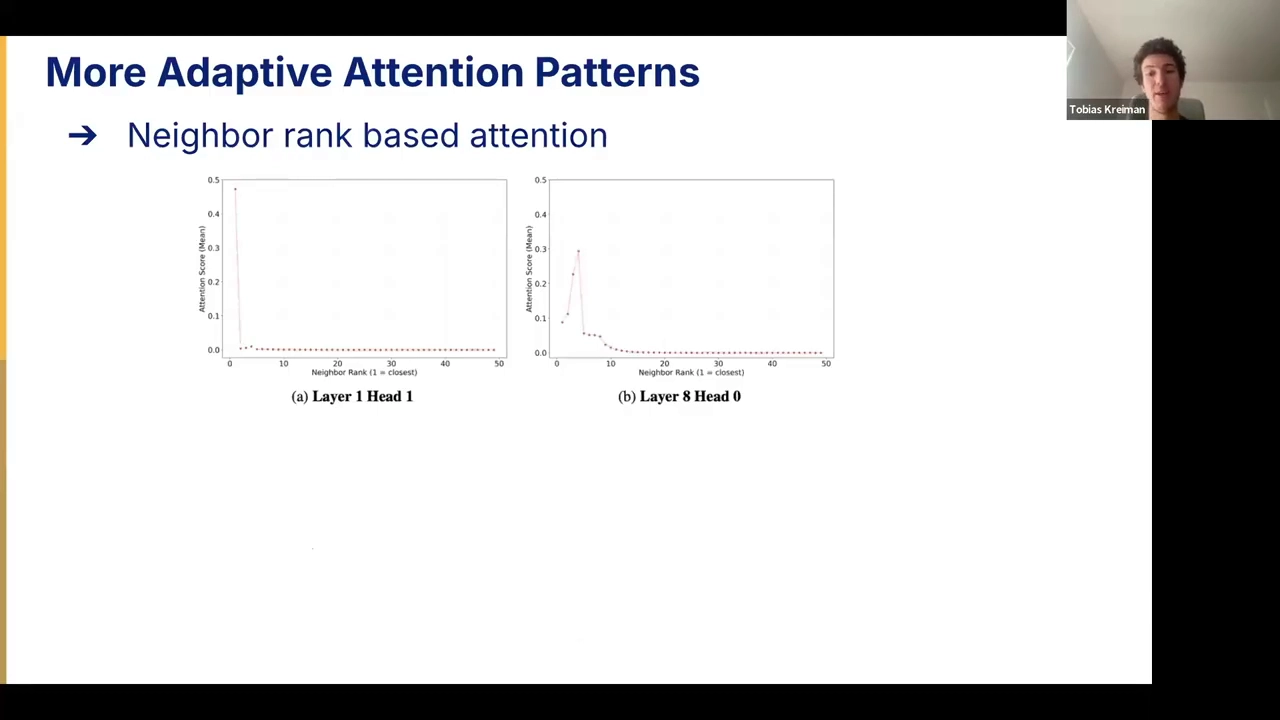 More Adaptive Attention Patterns
Tobias Kreiman
➔ Neighbor rank based attention
0.5
0.4
0.3
0.2
0.1
0.0
Attention Score (Mean)
0 10 20 30 40 50
Neighbor Rank (1 = closest)
(a) Layer 1 Head 1
0.5
0.4
0.3
0.2
0.1
0.0
Attention Score (Mean)
0 10 20 30 40 50
Neighbor Rank (1 = closest)
(b) Layer 8 Head 0